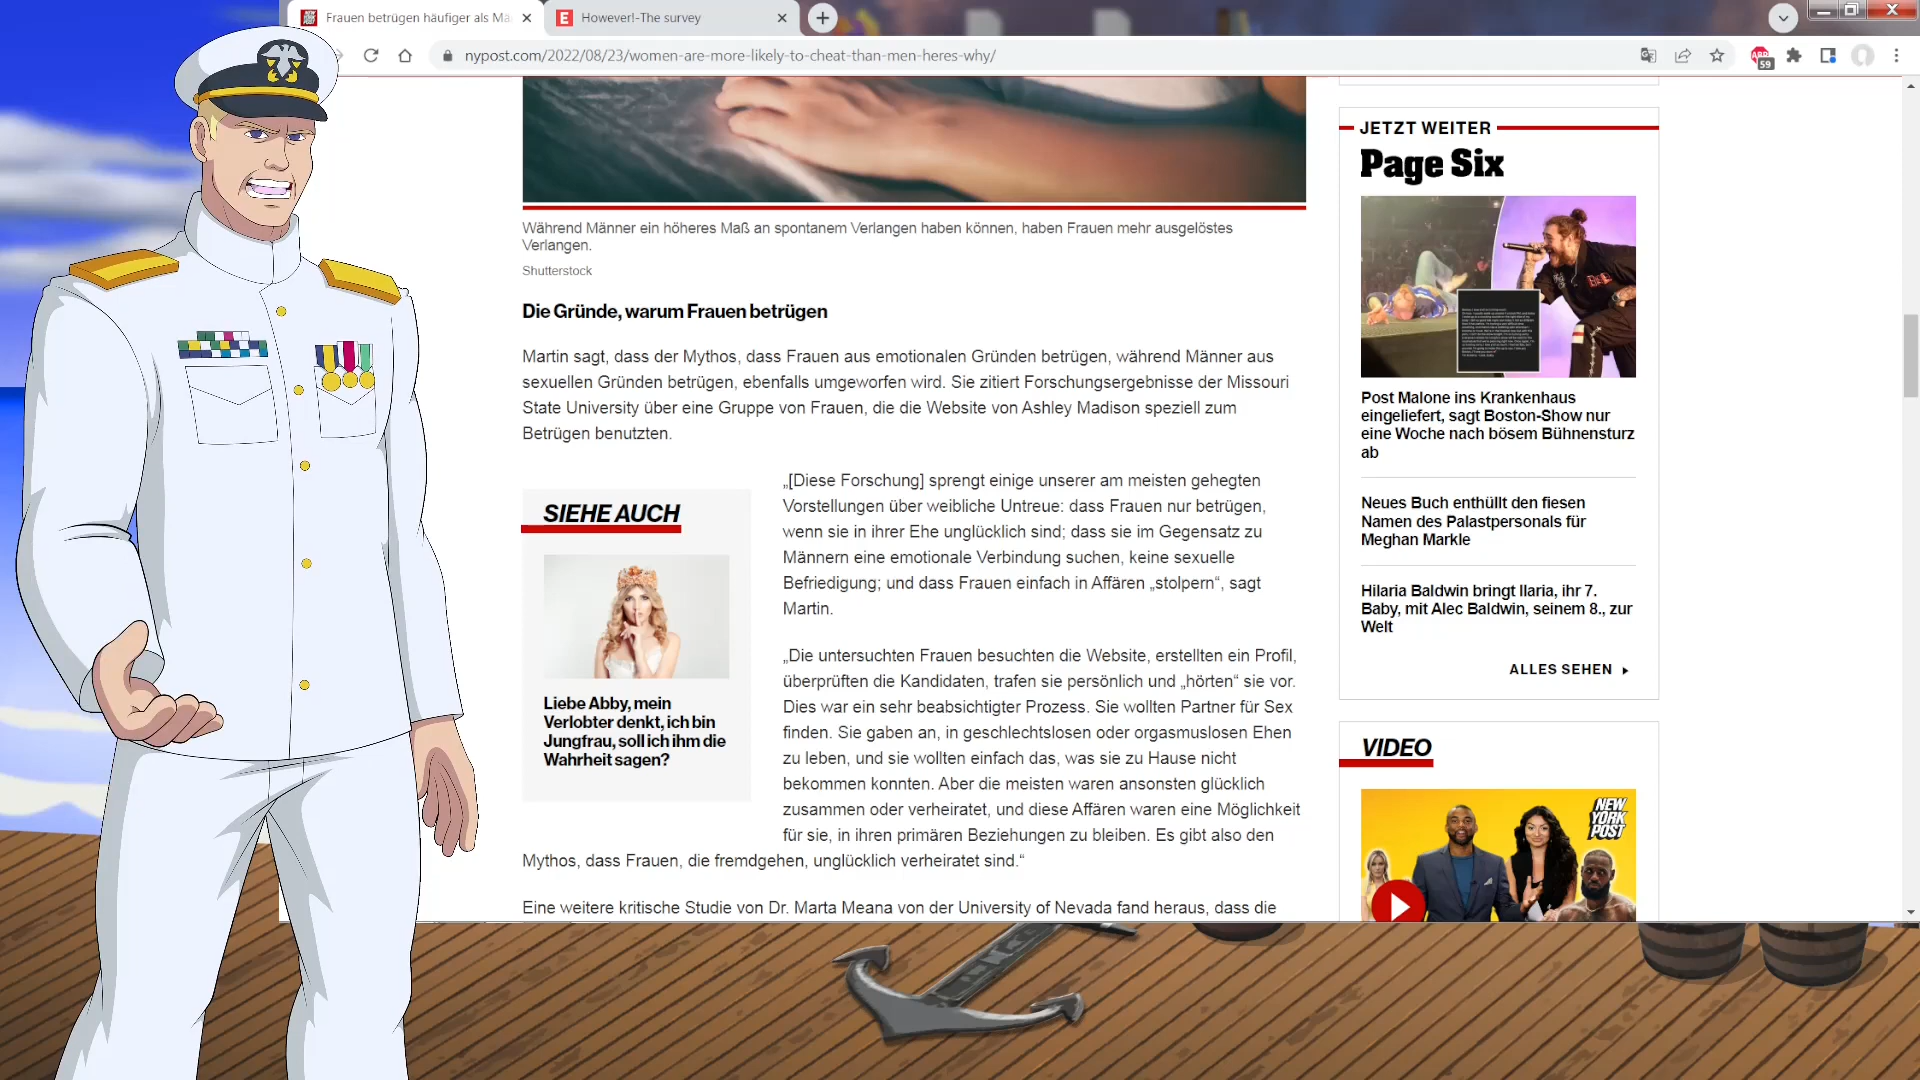 Frauen betrügen häufiger als Mä
However!-The survey
nypost.com/2022/08/23/women-are-more-likely-to-cheat-than-men-heres-why/
ABP
59
Während Männer ein höheres Maß an spontanem Verlangen haben können, haben Frauen mehr ausgelöstes
Verlangen.
Shutterstock
Die Gründe, warum Frauen betrügen
Martin sagt, dass der Mythos, dass Frauen aus emotionalen Gründen betrügen, während Männer aus
sexuellen Gründen betrügen, ebenfalls umgeworfen wird. Sie zitiert Forschungsergebnisse der Missouri
State University über eine Gruppe von Frauen, die die Website von Ashley Madison speziell zum
Betrügen benutzten.
SIEHE AUCH
Liebe Abby, mein
Verlobter denkt, ich bin
Jungfrau, soll ich ihm die
Wahrheit sagen?
„[Diese Forschung] sprengt einige unserer am meisten gehegten
Vorstellungen über weibliche Untreue: dass Frauen nur betrügen,
wenn sie in ihrer Ehe unglücklich sind; dass sie im Gegensatz zu
Männern eine emotionale Verbindung suchen, keine sexuelle
Befriedigung; und dass Frauen einfach in Affären „stolpern“, sagt
Martin.
„Die untersuchten Frauen besuchten die Website, erstellten ein Profil,
überprüften die Kandidaten, trafen sie persönlich und „hörten“ sie vor.
Dies war ein sehr beabsichtigter Prozess. Sie wollten Partner für Sex
finden. Sie gaben an, in geschlechtslosen oder orgasmuslosen Ehen
zu leben, und sie wollten einfach das, was sie zu Hause nicht
bekommen konnten. Aber die meisten waren ansonsten glücklich
zusammen oder verheiratet, und diese Affären waren eine Möglichkeit
für sie, in ihren primären Beziehungen zu bleiben. Es gibt also den
Mythos, dass Frauen, die fremdgehen, unglücklich verheiratet sind.“
Eine weitere kritische Studie von Dr. Marta Meana von der University of Nevada fand heraus, dass die
JETZT WEITER
Page Six
Post Malone ins Krankenhaus
eingeliefert, sagt Boston-Show nur
eine Woche nach bösem Bühnensturz
ab
Neues Buch enthüllt den fiesen
Namen des Palastpersonals für
Meghan Markle
Hilaria Baldwin bringt Ilaria, ihr 7.
Baby, mit Alec Baldwin, seinem 8., zur
Welt
ALLES SEHEN
VIDEO
NEW
YORK
POST